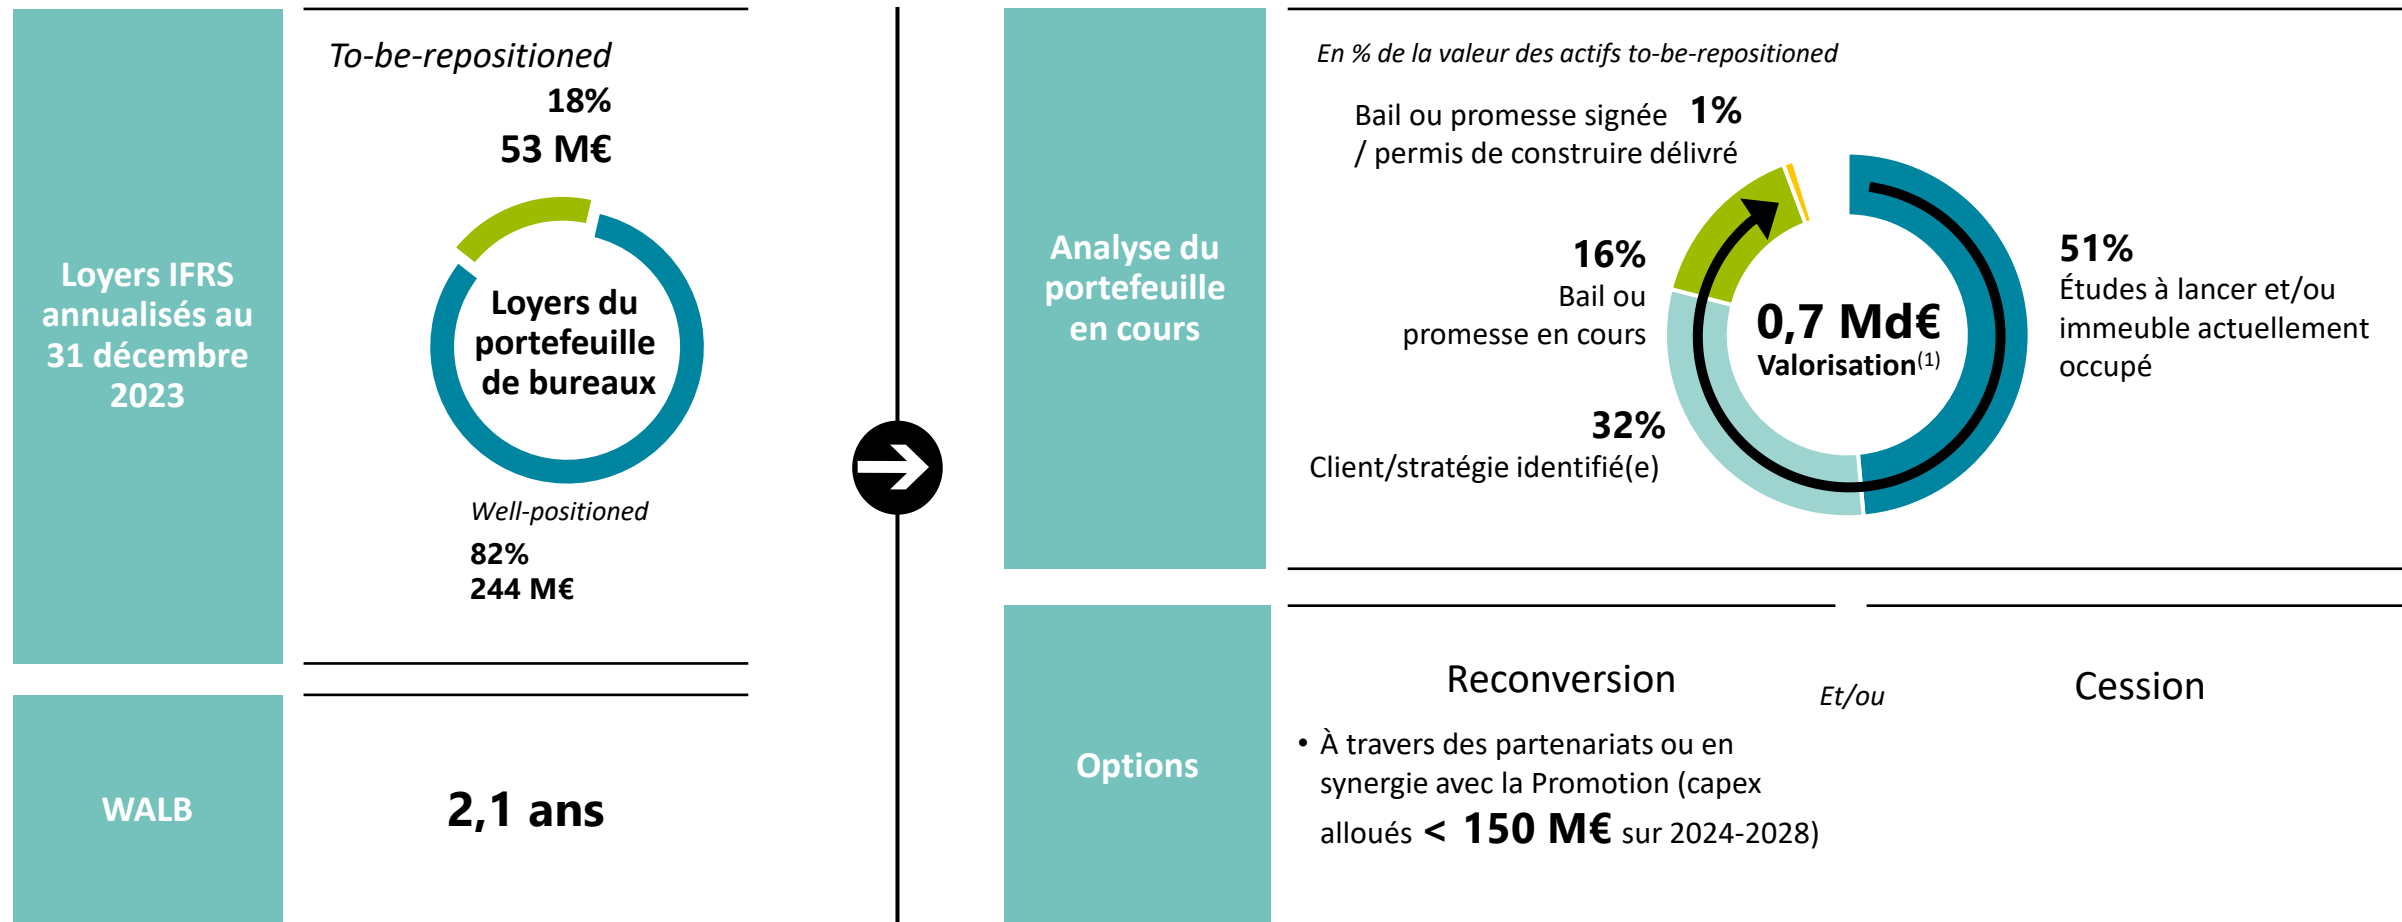 Loyers IFRS
annualisés au
31 décembre
2023
To-be-repositioned
18%
53 M€
Loyers du
portefeuille
de bureaux
Well-positioned
82%
244 M€
WALB
2,1 ans
Analyse du
portefeuille
en cours
En % de la valeur des actifs to-be-repositioned
Bail ou promesse signée 1%
/ permis de construire délivré
16%
Bail ou
promesse en cours
32%
Client/stratégie identifié(e)
0,7 Md€
Valorisation(1)
51%
Études à lancer et/ou
immeuble actuellement
occupé
Options
Reconversion
Et/ou
Cession
• À travers des partenariats ou en
synergie avec la Promotion (capex
alloués < 150 M€ sur 2024-2028)